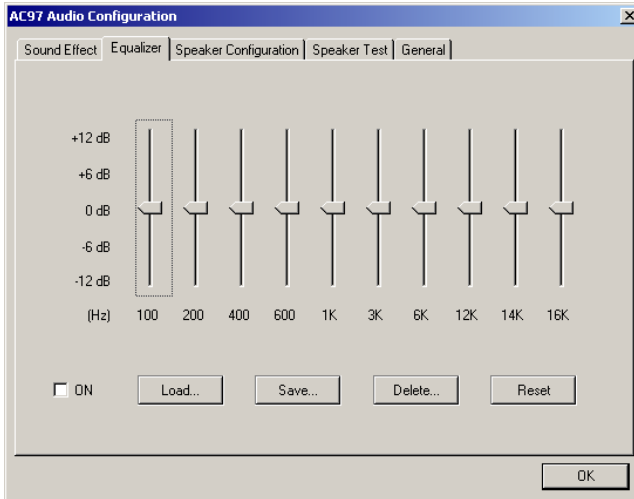 AC97 Audio Configuration
Sound Effect Equalizer Speaker Configuration Speaker Test General
+12 dB
+6 dB
0 dB
-6 dB
-12 dB
(Hz) 100 200 400 600 1K 3K 6K 12K 14K 16K
ON Load... Save... Delete... Reset
OK